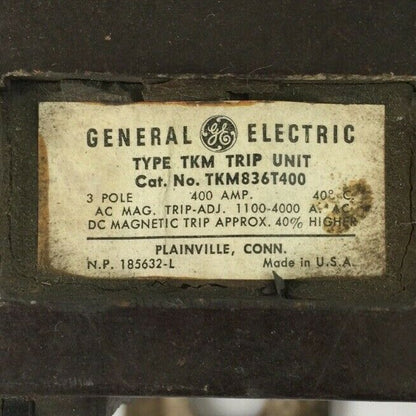 GENERAL GE ELECTRIC
TYPE TKM TRIP UNIT
Cat. No. TKM836T400
3 POLE 400 AMP. 40° C.
AC MAG. TRIP-ADJ. 1100-4000 A. AC.
DC MAGNETIC TRIP APPROX. 40% HIGHER
PLAINVILLE, CONN.
N.P. 185632-L Made in U.S.A.